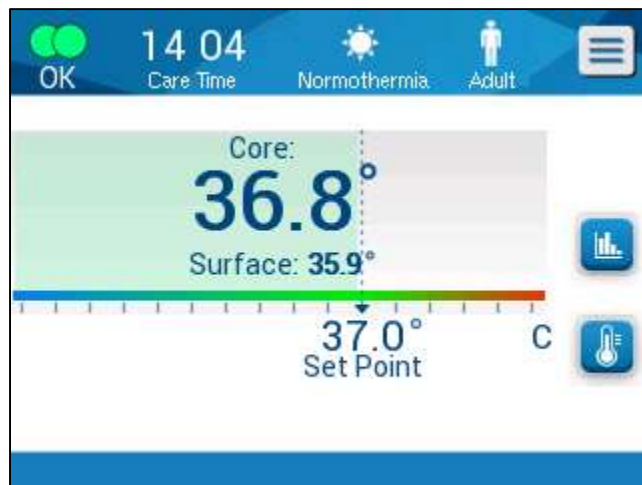 OK
14 04
Care Time
Normothermia
Adult
Core:
36.8°
Surface: 35.9°
37.0°
C
Set Point